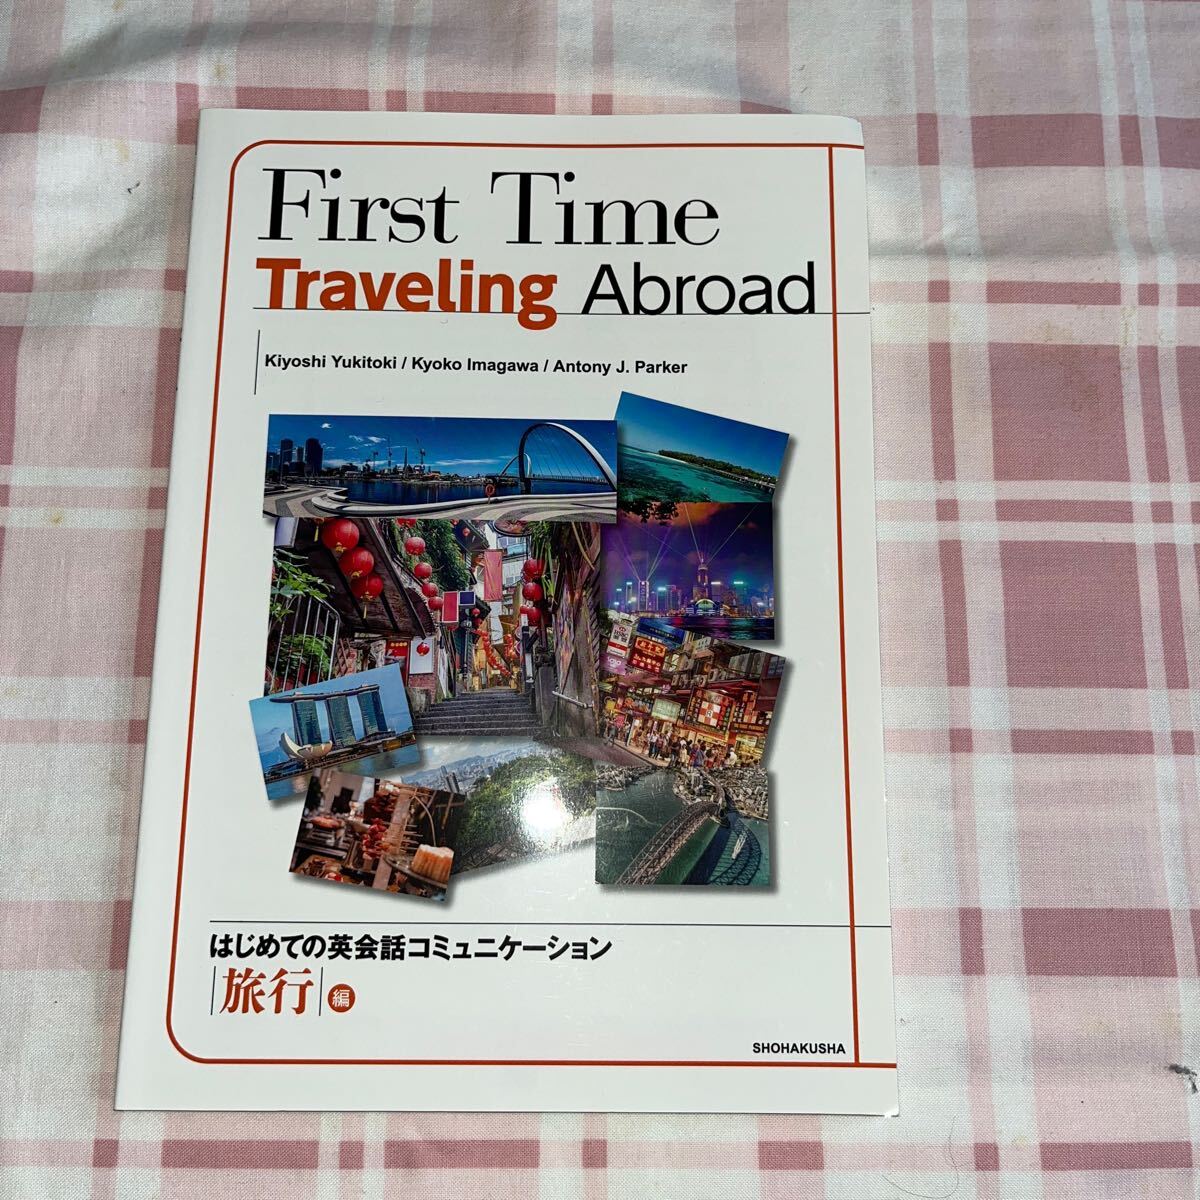 First Time
Traveling Abroad
Kiyoshi Yukitoki / Kyoko Imagawa / Antony J. Parker
はじめての英会話コミュニケーション
旅行 編
SHOHAKUSHA